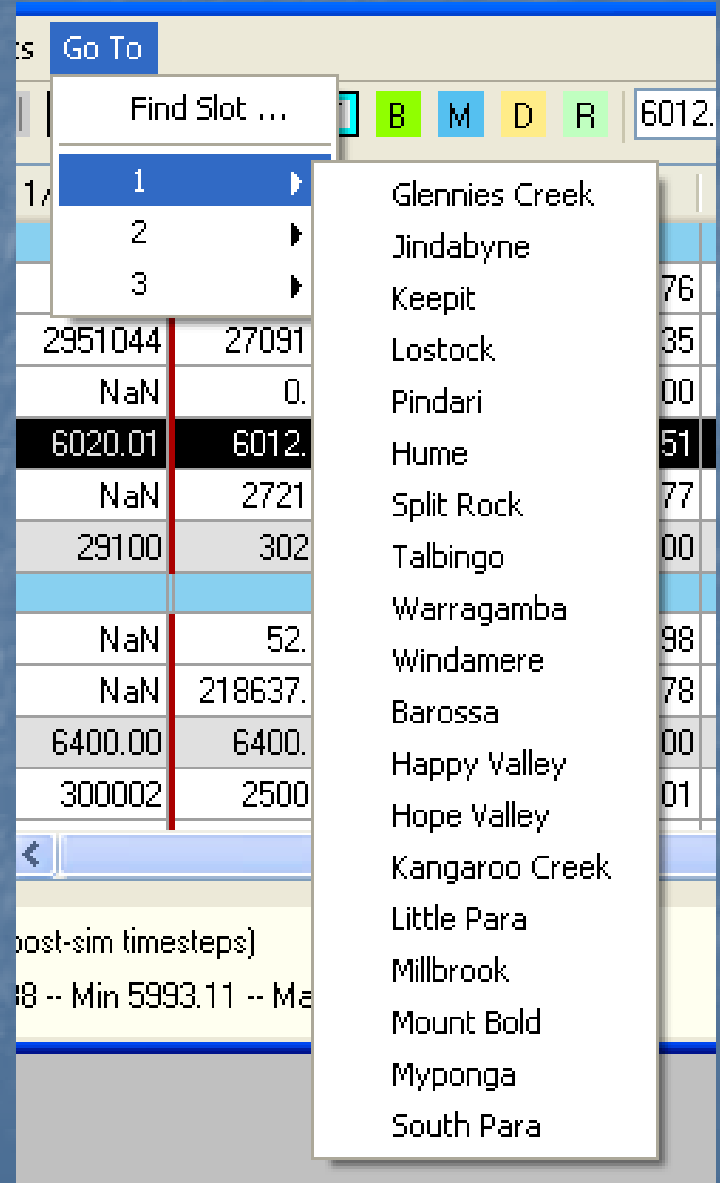 Go To
Find Slot ...
B M D R 6012.
1
2
3
Glennies Creek
Jindabyne
Keepit
Lostock
Pindari
Hume
Split Rock
Talbingo
Warragamba
Windamere
Barossa
Happy Valley
Hope Valley
Kangaroo Creek
Little Para
Millbrook
Mount Bold
Myponga
South Para
1/
76
2951044 27091 35
NaN 0. 00
6020.01 6012. 51
NaN 2721 77
29100 302 00
NaN 52. 98
NaN 218637. 78
6400.00 6400. 00
300002 2500 01
post-sim timesteps)
38 -- Min 5993.11 -- Ma